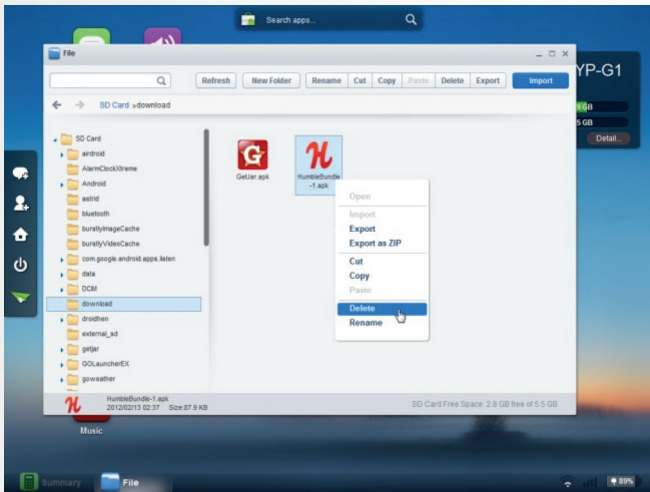 Search apps...
File
YP-G1
Refresh
New Folder
Rename
Cut
Copy
Paste
Delete
Export
Import
SD Card »download
5 GB
Detail...
SD Card
airdroid
AlarmClockXtreme
Android
astrid
bluetooth
burstlyImageCache
burstlyVideoCache
com.google.android.apps.listen
data
DCM
download
droidhen
external_sd
getjar
GOLauncherEX
goweather
GetJar.apk
HumbleBundle
-1.apk
Open
Import
Export
Export as ZIP
Cut
Copy
Paste
Delete
Rename
HumbleBundle-1.apk
2012/02/13 02:37 Size:87.9 KB
SD Card Free Space: 2.6 GB free of 5.5 GB
Music
Summary
File
89%